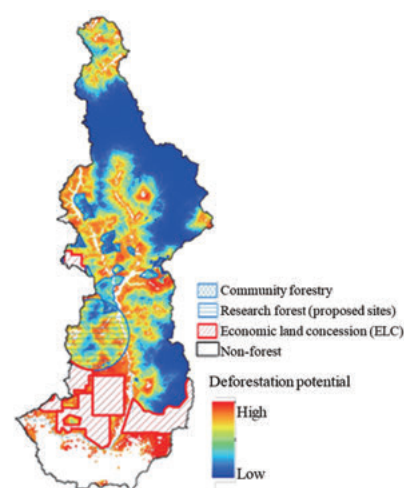 Community forestry
Research forest (proposed sites)
Economic land concession (ELC)
Non-forest
Deforestation potential
High
Low